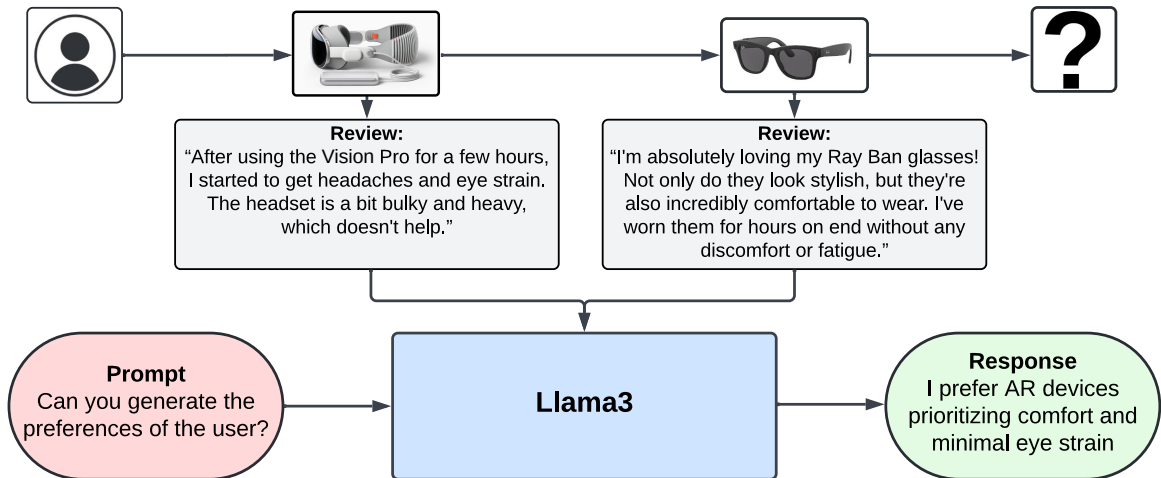 ?
Review:
“After using the Vision Pro for a few hours,
I started to get headaches and eye strain.
The headset is a bit bulky and heavy,
which doesn't help.”
Review:
“I'm absolutely loving my Ray Ban glasses!
Not only do they look stylish, but they're
also incredibly comfortable to wear. I've
worn them for hours on end without any
discomfort or fatigue.”
Prompt
Can you generate the
preferences of the user?
Llama3
Response
I prefer AR devices
prioritizing comfort and
minimal eye strain